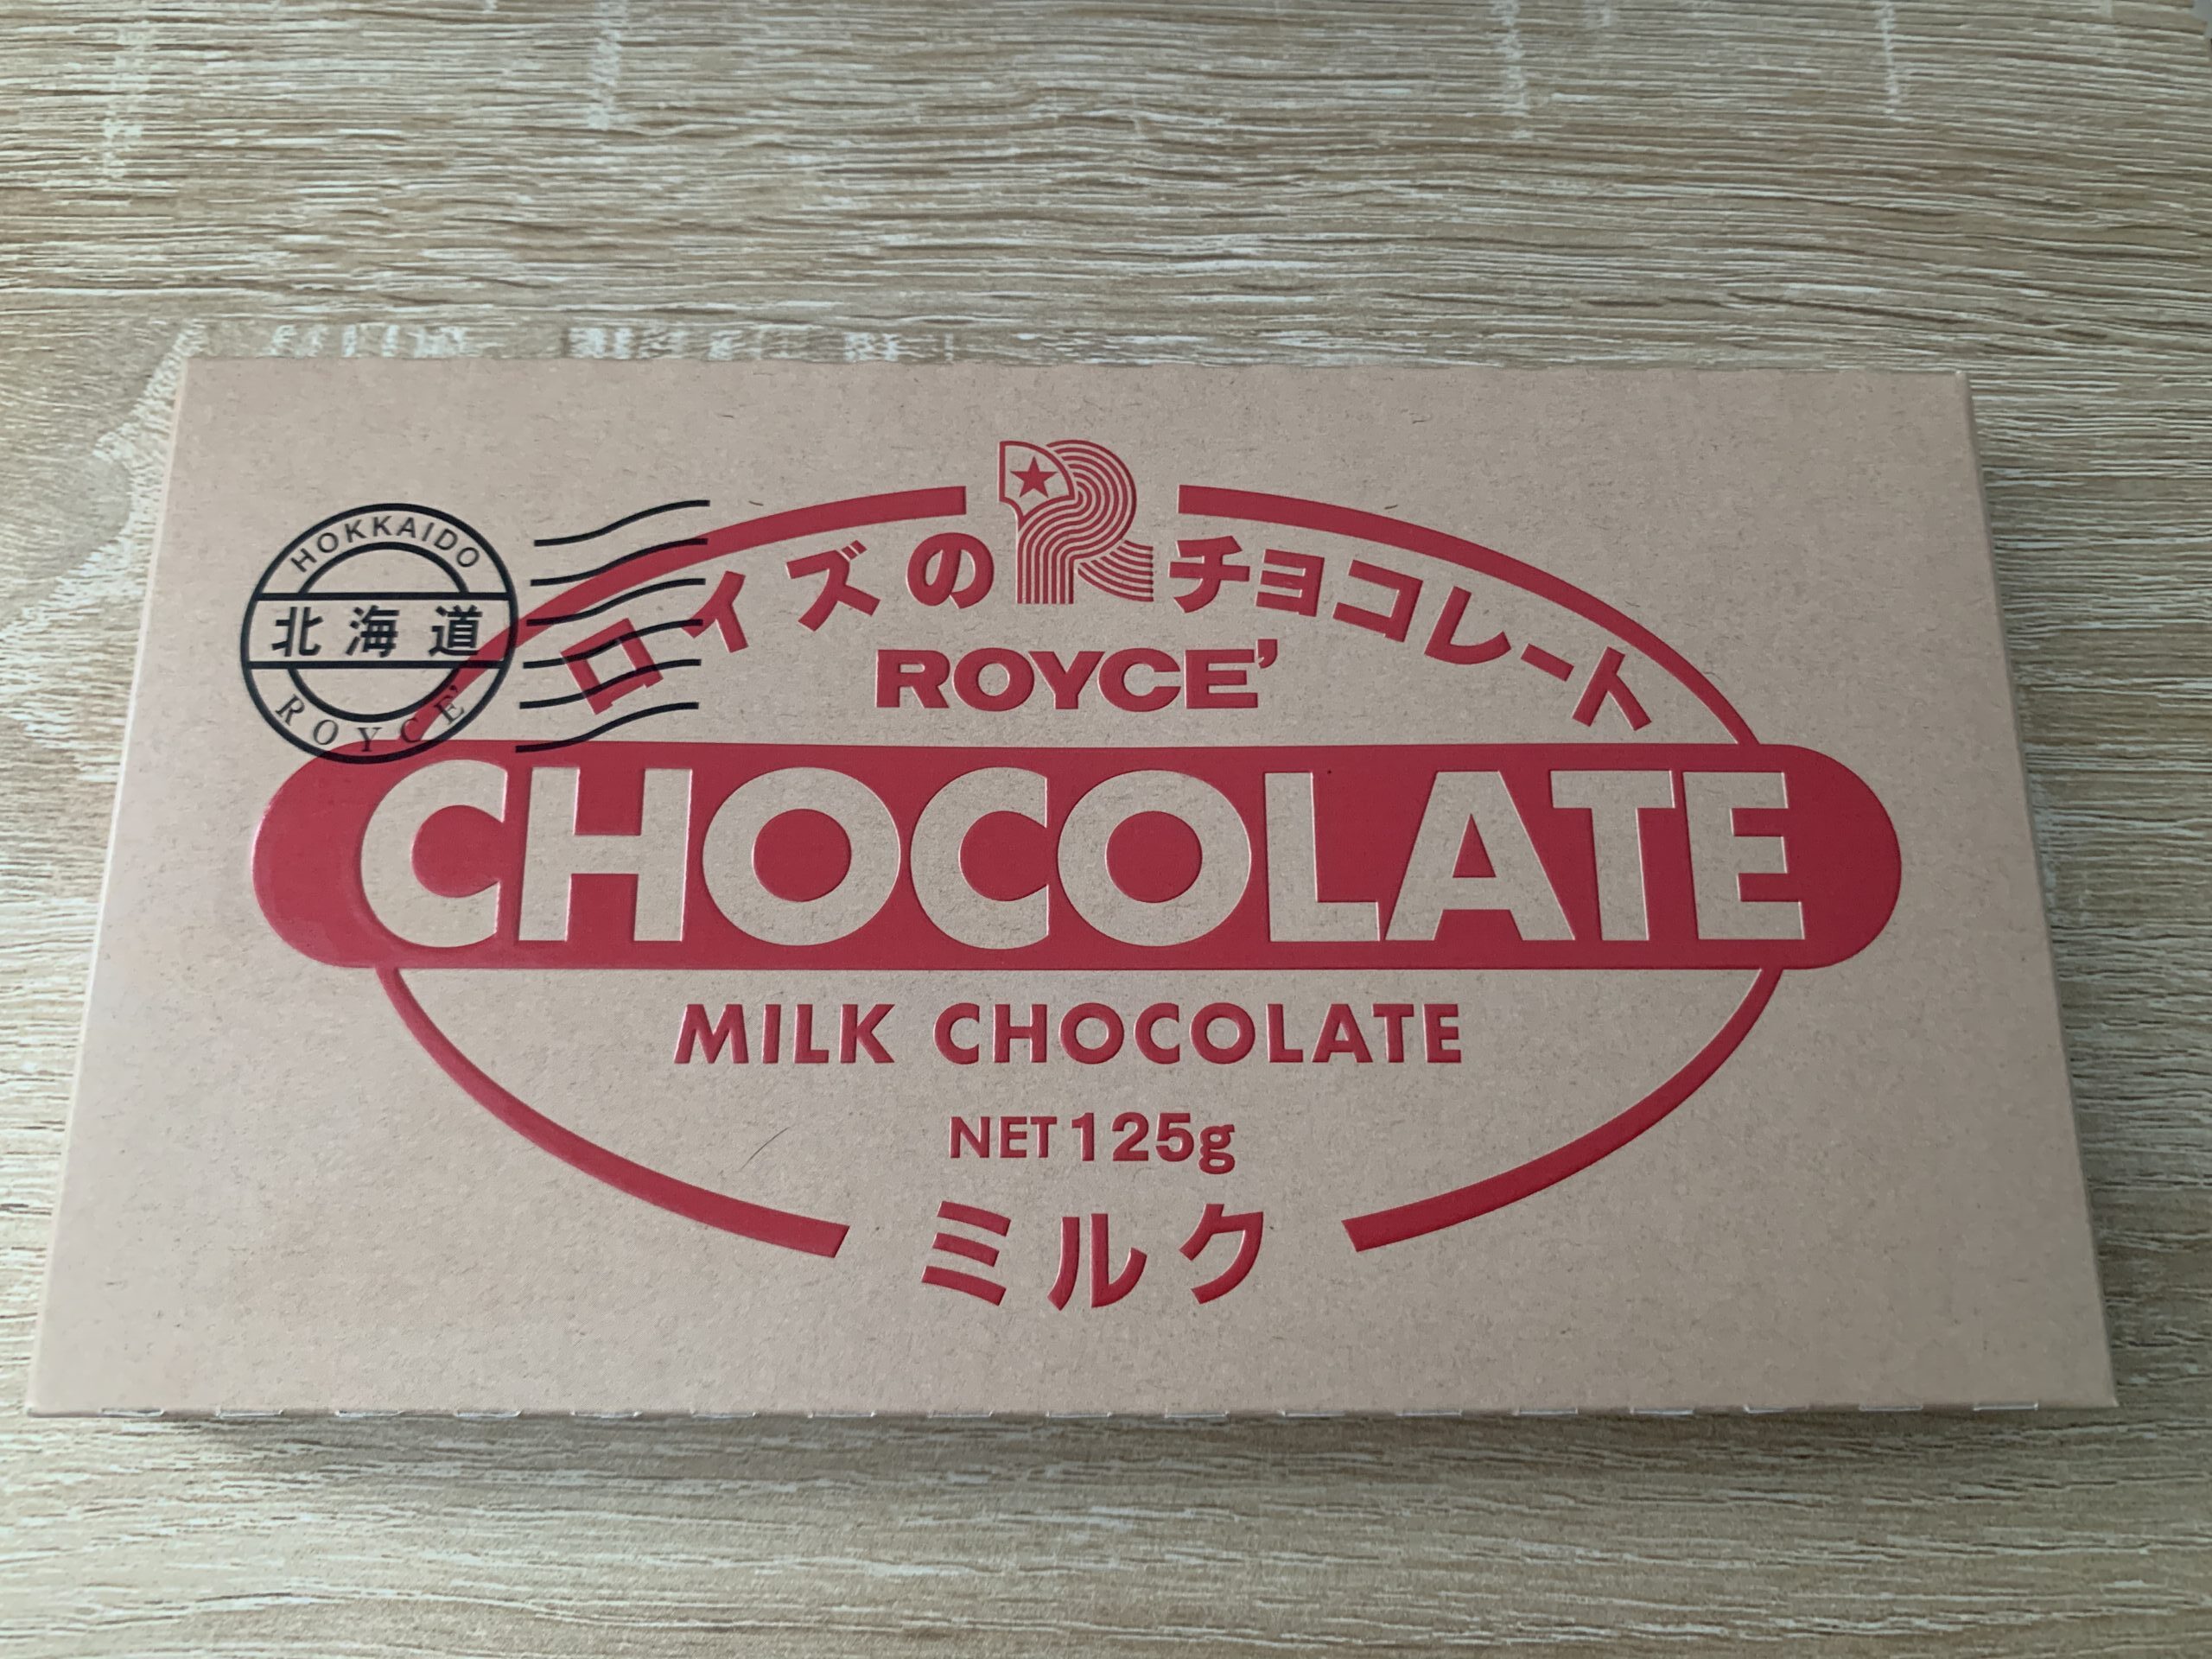 HOKKAIDO
北海道
ROYCE'
ロイズの R チョコレート
ROYCE'
CHOCOLATE
MILK CHOCOLATE
NET 125g
ミルク